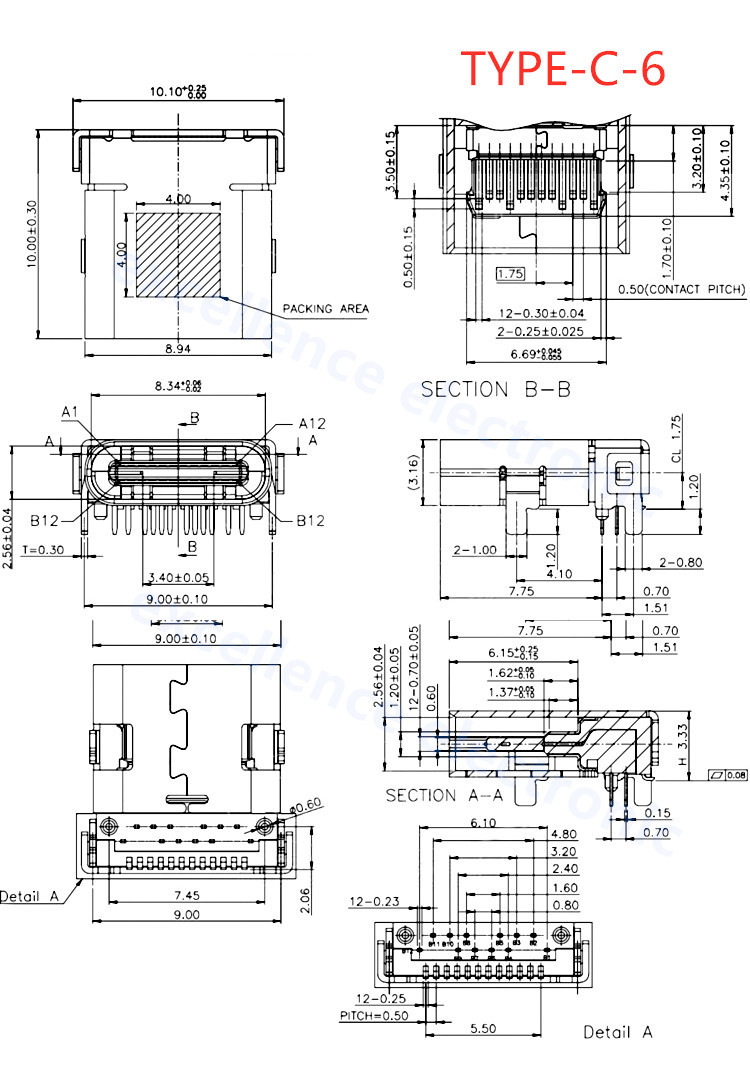 TYPE-C-6
10.10+0.25 0.00
10.00±0.30
4.00
4.00
PACKING AREA
8.94
3.50±0.15
0.50±0.15
3.20±0.10
4.35±0.10
1.70±0.10
1.75
0.50(CONTACT PITCH)
12-0.30±0.04
2-0.25±0.025
6.69+0.045 -0.055
SECTION B-B
8.34+0.06 -0.02
A1
B
A12
A
A
B12
B12
2.56±0.04
T=0.30
B
3.40±0.05
9.00±0.10
(3.16)
CL 1.75
1.20
2-1.00
1.20
4.10
2-0.80
7.75
0.70
1.51
9.00±0.10
7.75
0.70
1.51
2.56±0.04
1.20±0.05
12-0.70±0.05
0.60
6.15+0.25 -0.15
1.62+0.05 -0.10
1.37+0.05 -0.10
H 3.33
0.08
SECTION A-A
0.15
0.70
ø0.60
Detail A
7.45
9.00
2.06
6.10
4.80
3.20
2.40
1.60
0.80
12-0.23
B11 B10 B8 B5 B3 B2
12-0.25
PITCH=0.50
5.50
Detail A
excellence electronic
excellence electronic